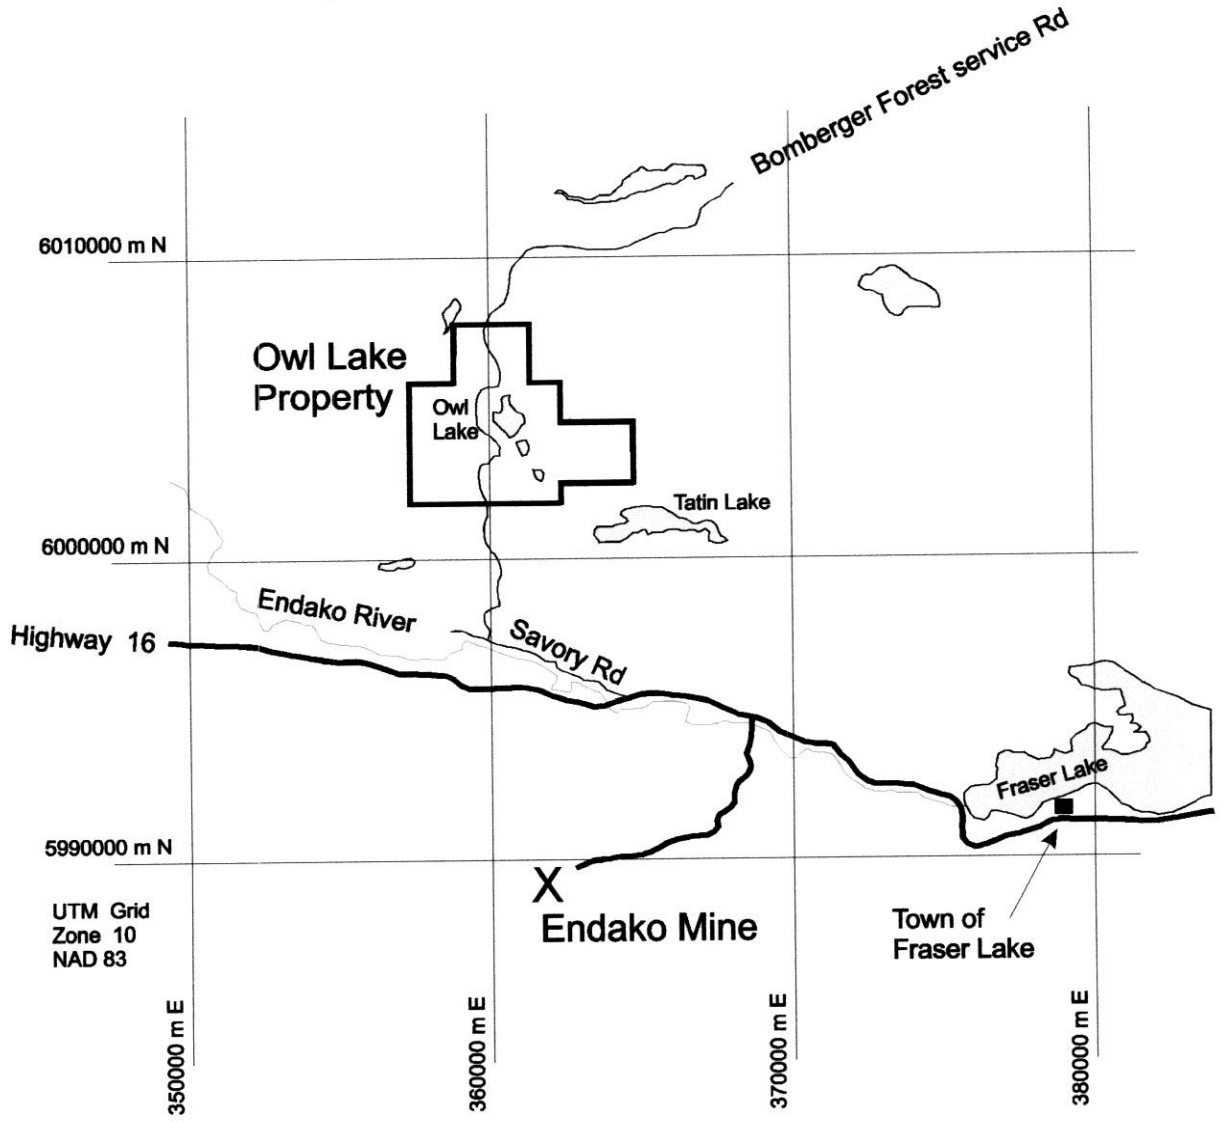 Bomberger Forest service Rd
6010000 m N
Owl Lake
Property
Owl
Lake
Tatin Lake
6000000 m N
Endako River
Highway 16
Savory Rd
Fraser Lake
5990000 m N
X
Endako Mine
UTM Grid
Zone 10
NAD 83
Town of
Fraser Lake
350000 m E
360000 m E
370000 m E
380000 m E